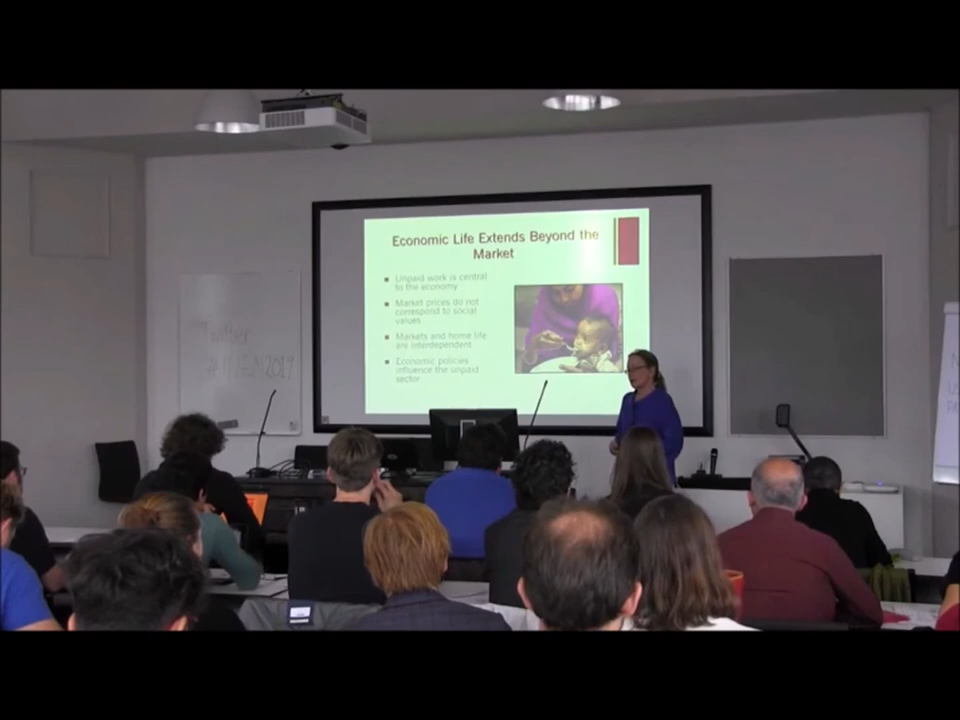 Economic Life Extends Beyond the
Market
Unpaid work is central
to the economy
Market prices do not
correspond to social
values
Markets and home life
are interdependent
Economic policies
influence the unpaid
sector
Twitter